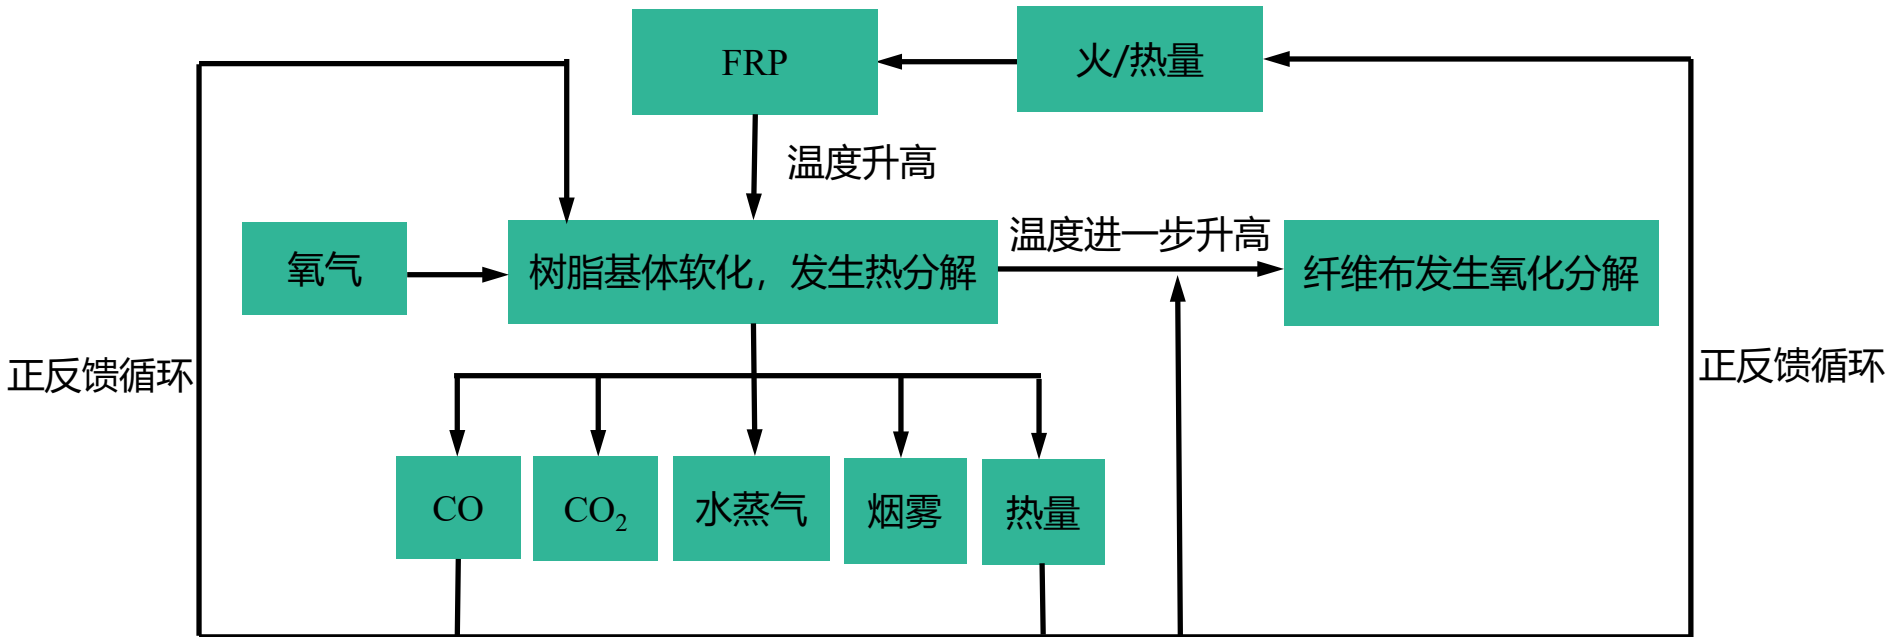 FRP
火/热量
温度升高
氧气
树脂基体软化，发生热分解
温度进一步升高
纤维布发生氧化分解
正反馈循环
正反馈循环
CO
CO₂
水蒸气
烟雾
热量